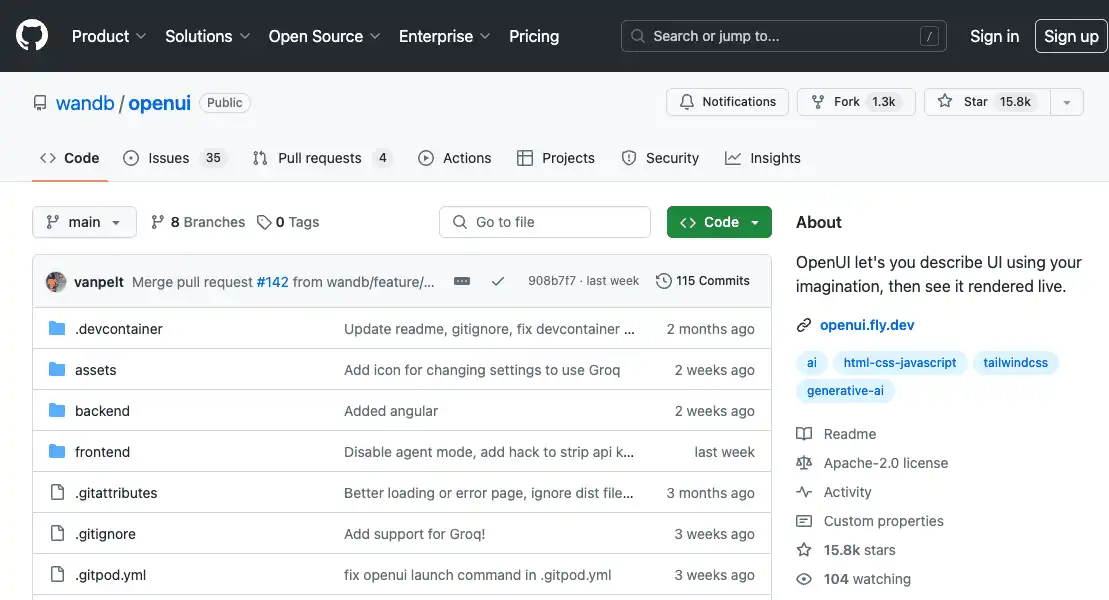 Product Solutions Open Source Enterprise Pricing Search or jump to... / Sign in Sign up
wandb / openui Public Notifications Fork 1.3k Star 15.8k
Code Issues 35 Pull requests 4 Actions Projects Security Insights
main 8 Branches 0 Tags Go to file Code
vanpelt Merge pull request #142 from wandb/feature/... 908b7f7 · last week 115 Commits
.devcontainer Update readme, gitignore, fix devcontainer ... 2 months ago
assets Add icon for changing settings to use Groq 2 weeks ago
backend Added angular 2 weeks ago
frontend Disable agent mode, add hack to strip api k... last week
.gitattributes Better loading or error page, ignore dist file... 3 months ago
.gitignore Add support for Groq! 3 weeks ago
.gitpod.yml fix openui launch command in .gitpod.yml 3 weeks ago
About
OpenUI let's you describe UI using your
imagination, then see it rendered live.
openui.fly.dev
ai html-css-javascript tailwindcss
generative-ai
Readme
Apache-2.0 license
Activity
Custom properties
15.8k stars
104 watching